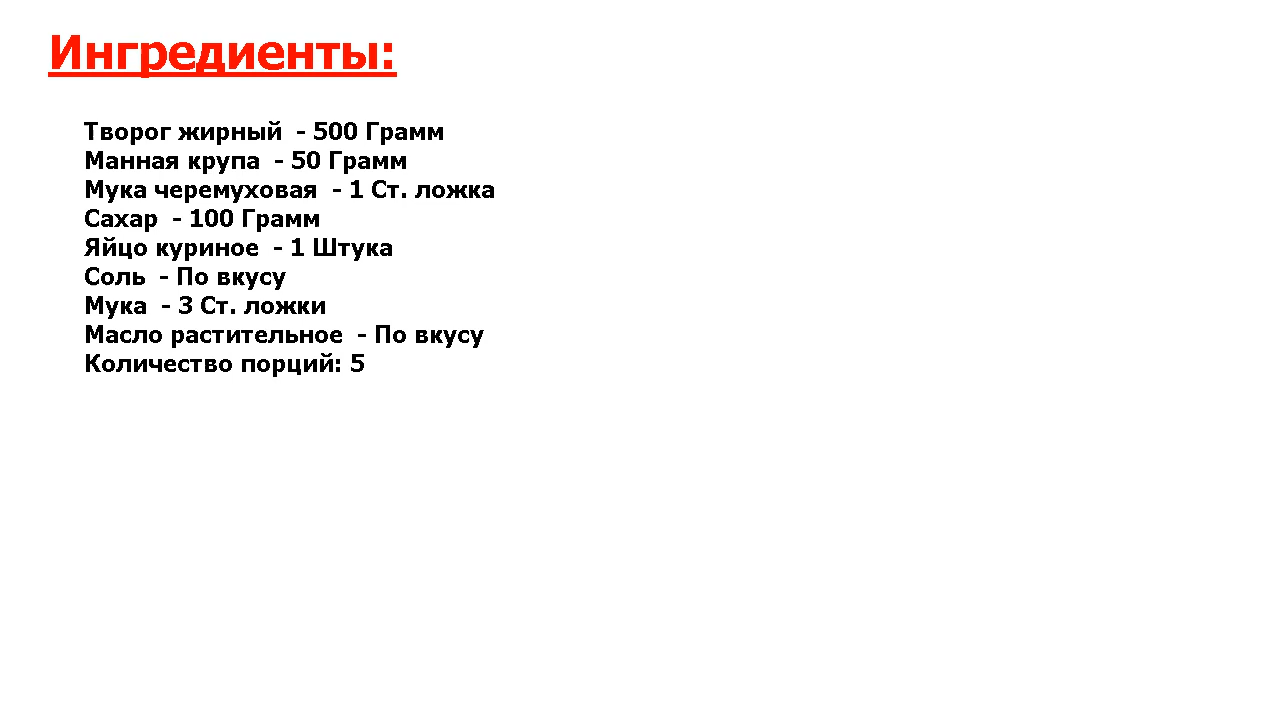 Ингредиенты:
Творог жирный - 500 Грамм
Манная крупа - 50 Грамм
Мука черемуховая - 1 Ст. ложка
Сахар - 100 Грамм
Яйцо куриное - 1 Штука
Соль - По вкусу
Мука - 3 Ст. ложки
Масло растительное - По вкусу
Количество порций: 5